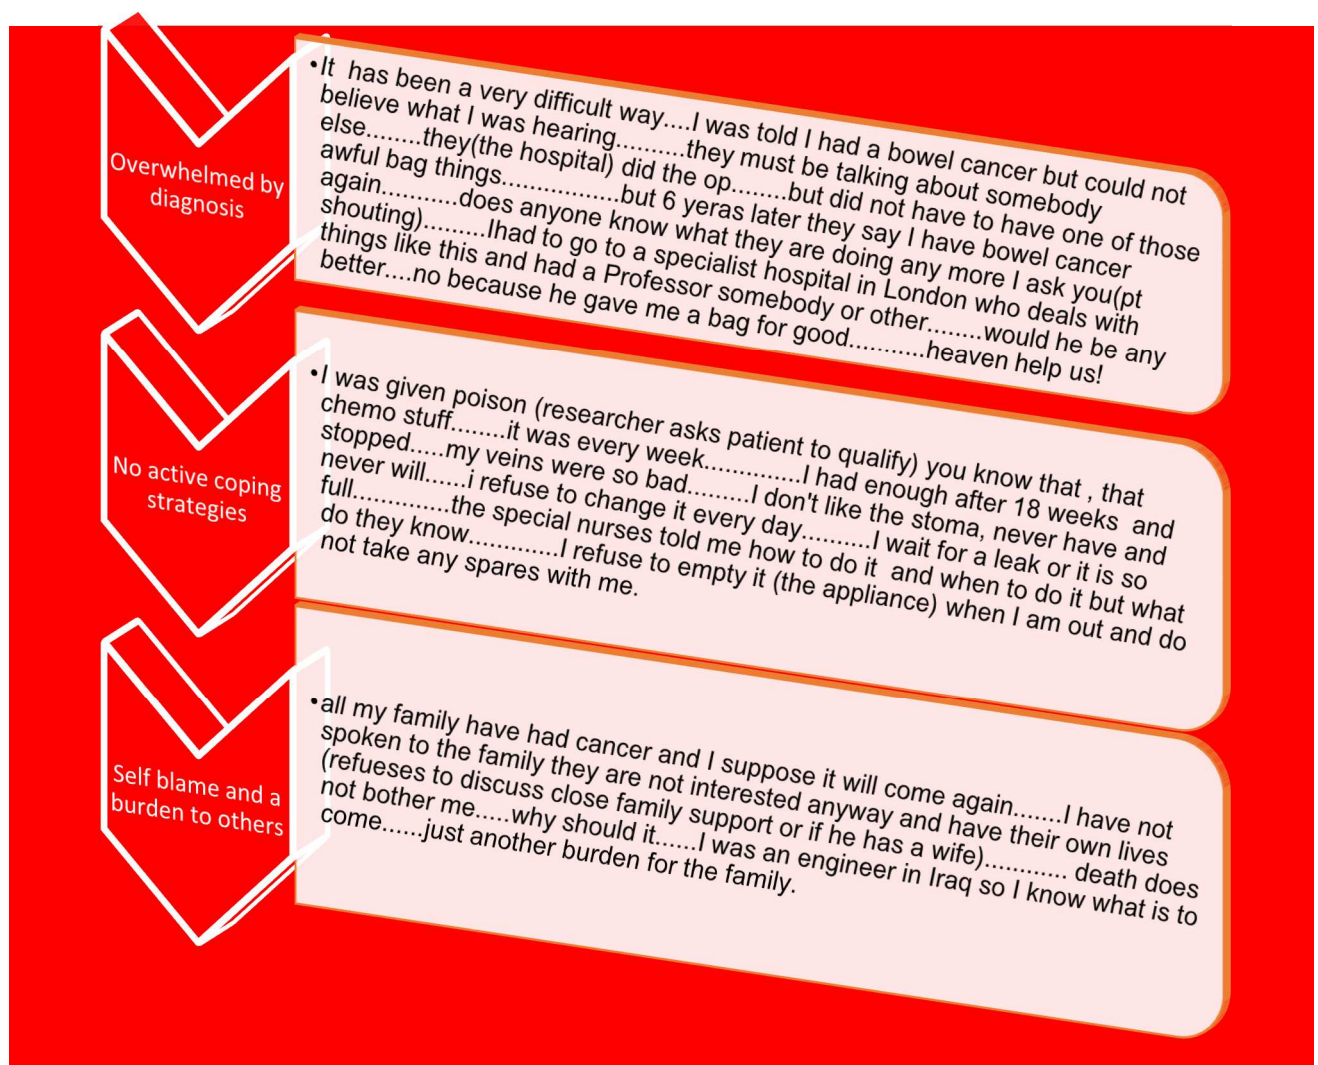 Overwhelmed by
diagnosis
•It  has been a very difficult way....I was told I had a bowel cancer but could not
believe what I was hearing..........they must be talking about somebody
else........they(the hospital) did the op........but did not have to have one of those
awful bag things.................but 6 yeras later they say I have bowel cancer
again...........does anyone know what they are doing any more I ask you(pt
shouting).........Ihad to go to a specialist hospital in London who deals with
things like this and had a Professor somebody or other........would he be any
better....no because he gave me a bag for good...........heaven help us!
No active coping
strategies
•I was given poison (researcher asks patient to qualify) you know that , that
chemo stuff........it was every week..............I had enough after 18 weeks  and
stopped.....my veins were so bad.........I don't like the stoma, never have and
never will......i refuse to change it every day..........I wait for a leak or it is so
full..............the special nurses told me how to do it  and when to do it but what
do they know.............I refuse to empty it (the appliance) when I am out and do
not take any spares with me.
Self blame and a
burden to others
•all my family have had cancer and I suppose it will come again.......I have not
spoken to the family they are not interested anyway and have their own lives
(refueses to discuss close family support or if he has a wife)............ death does
not bother me.....why should it......I was an engineer in Iraq so I know what is to
come......just another burden for the family.